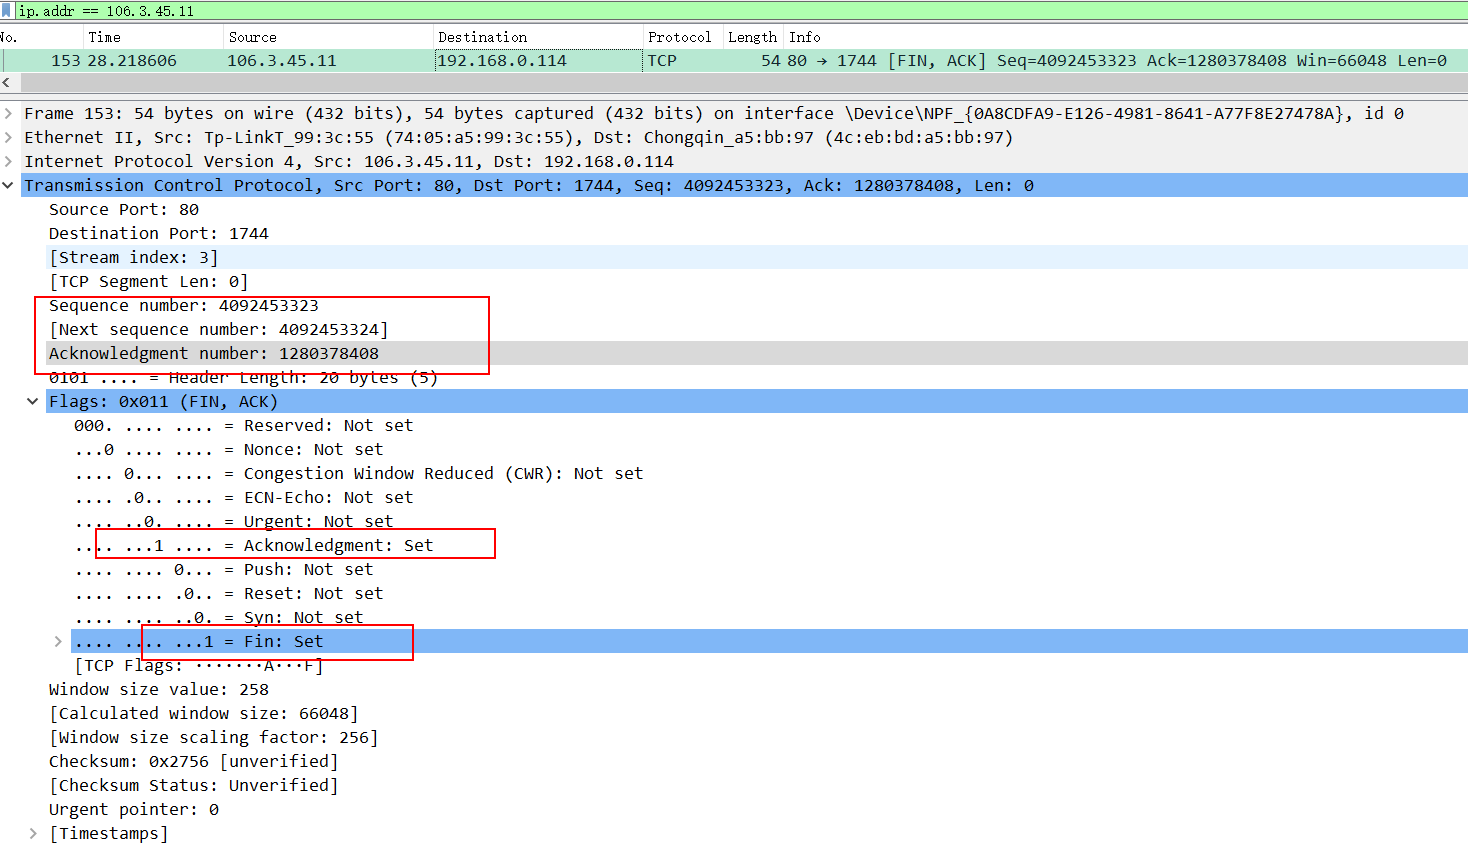 ip.addr == 106.3.45.11
No. Time Source Destination Protocol Length Info
153 28.218606 106.3.45.11 192.168.0.114 TCP 54 80 → 1744 [FIN, ACK] Seq=4092453323 Ack=1280378408 Win=66048 Len=0
Frame 153: 54 bytes on wire (432 bits), 54 bytes captured (432 bits) on interface \Device\NPF_{0A8CDFA9-E126-4981-8641-A77F8E27478A}, id 0
Ethernet II, Src: Tp-LinkT_99:3c:55 (74:05:a5:99:3c:55), Dst: Chongqin_a5:bb:97 (4c:eb:bd:a5:bb:97)
Internet Protocol Version 4, Src: 106.3.45.11, Dst: 192.168.0.114
Transmission Control Protocol, Src Port: 80, Dst Port: 1744, Seq: 4092453323, Ack: 1280378408, Len: 0
Source Port: 80
Destination Port: 1744
[Stream index: 3]
[TCP Segment Len: 0]
Sequence number: 4092453323
[Next sequence number: 4092453324]
Acknowledgment number: 1280378408
0101 .... = Header Length: 20 bytes (5)
Flags: 0x011 (FIN, ACK)
000. .... .... = Reserved: Not set
...0 .... .... = Nonce: Not set
.... 0... .... = Congestion Window Reduced (CWR): Not set
.... .0.. .... = ECN-Echo: Not set
.... ..0. .... = Urgent: Not set
.... ...1 .... = Acknowledgment: Set
.... .... 0... = Push: Not set
.... .... .0.. = Reset: Not set
.... .... ..0. = Syn: Not set
.... .... ...1 = Fin: Set
[TCP Flags: ·······A···F]
Window size value: 258
[Calculated window size: 66048]
[Window size scaling factor: 256]
Checksum: 0x2756 [unverified]
[Checksum Status: Unverified]
Urgent pointer: 0
[Timestamps]